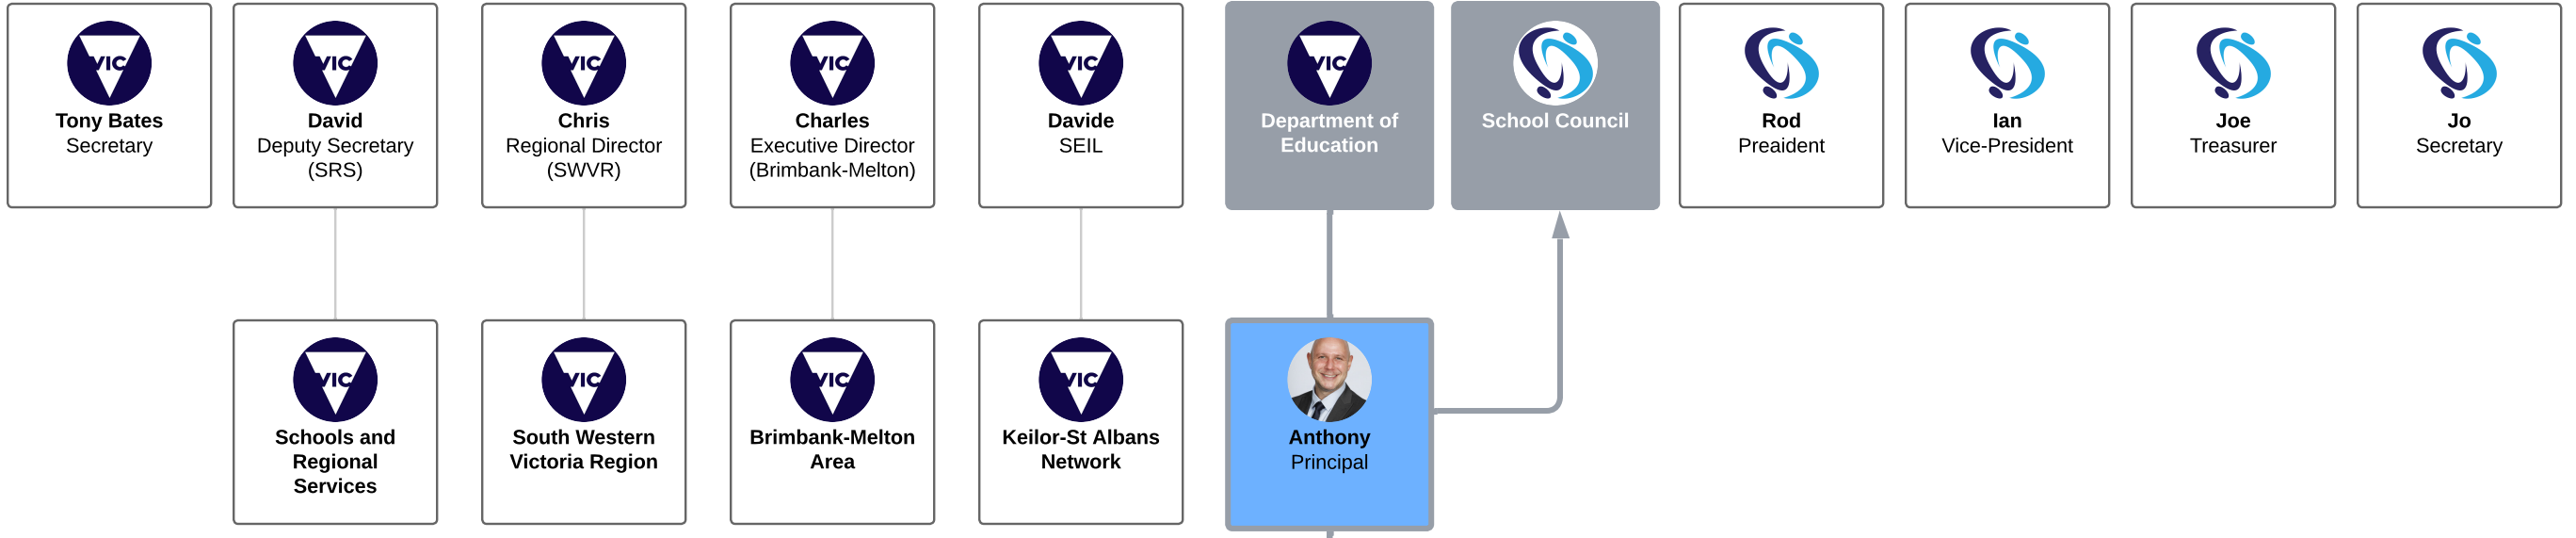 VIC
Tony Bates
Secretary
VIC
David
Deputy Secretary
(SRS)
VIC
Chris
Regional Director
(SWVR)
VIC
Charles
Executive Director
(Brimbank-Melton)
VIC
Davide
SEIL
VIC
Department of
Education
School Council
Rod
Preaident
Ian
Vice-President
Joe
Treasurer
Jo
Secretary
VIC
Schools and
Regional
Services
VIC
South Western
Victoria Region
VIC
Brimbank-Melton
Area
VIC
Keilor-St Albans
Network
Anthony
Principal